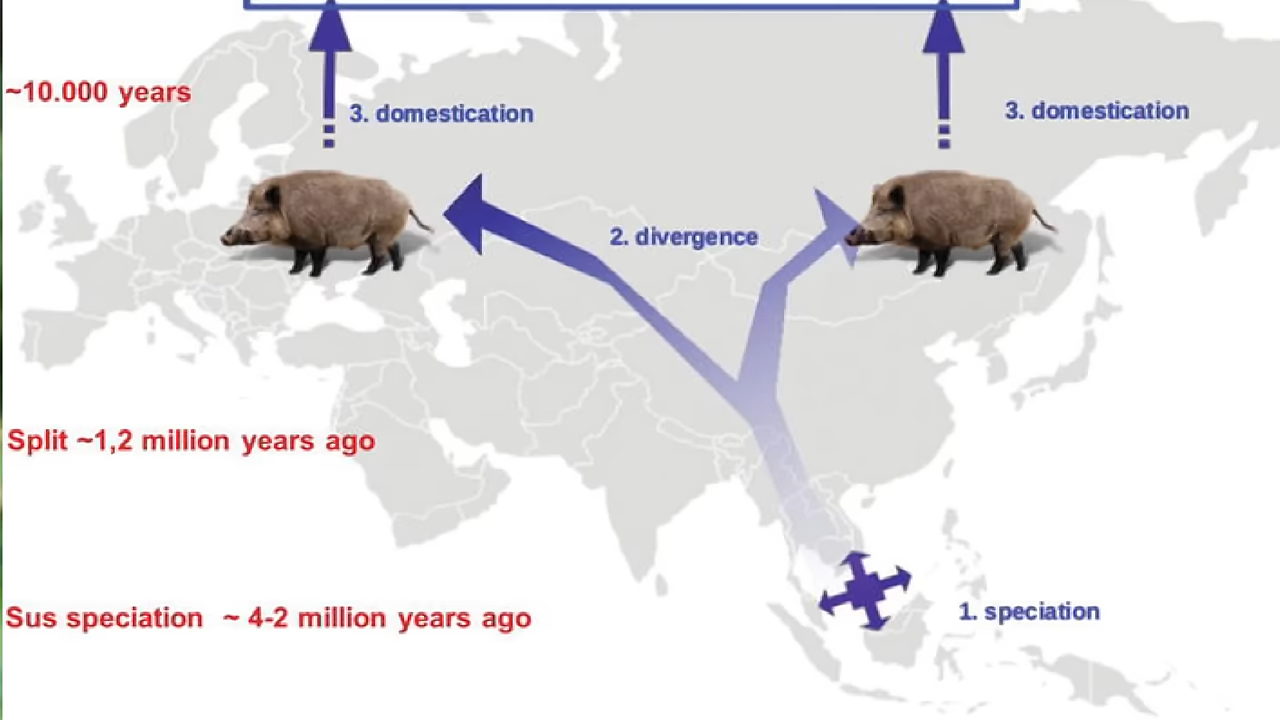 ~10.000 years
3. domestication
3. domestication
2. divergence
Split ~1,2 million years ago
Sus speciation ~ 4-2 million years ago
1. speciation